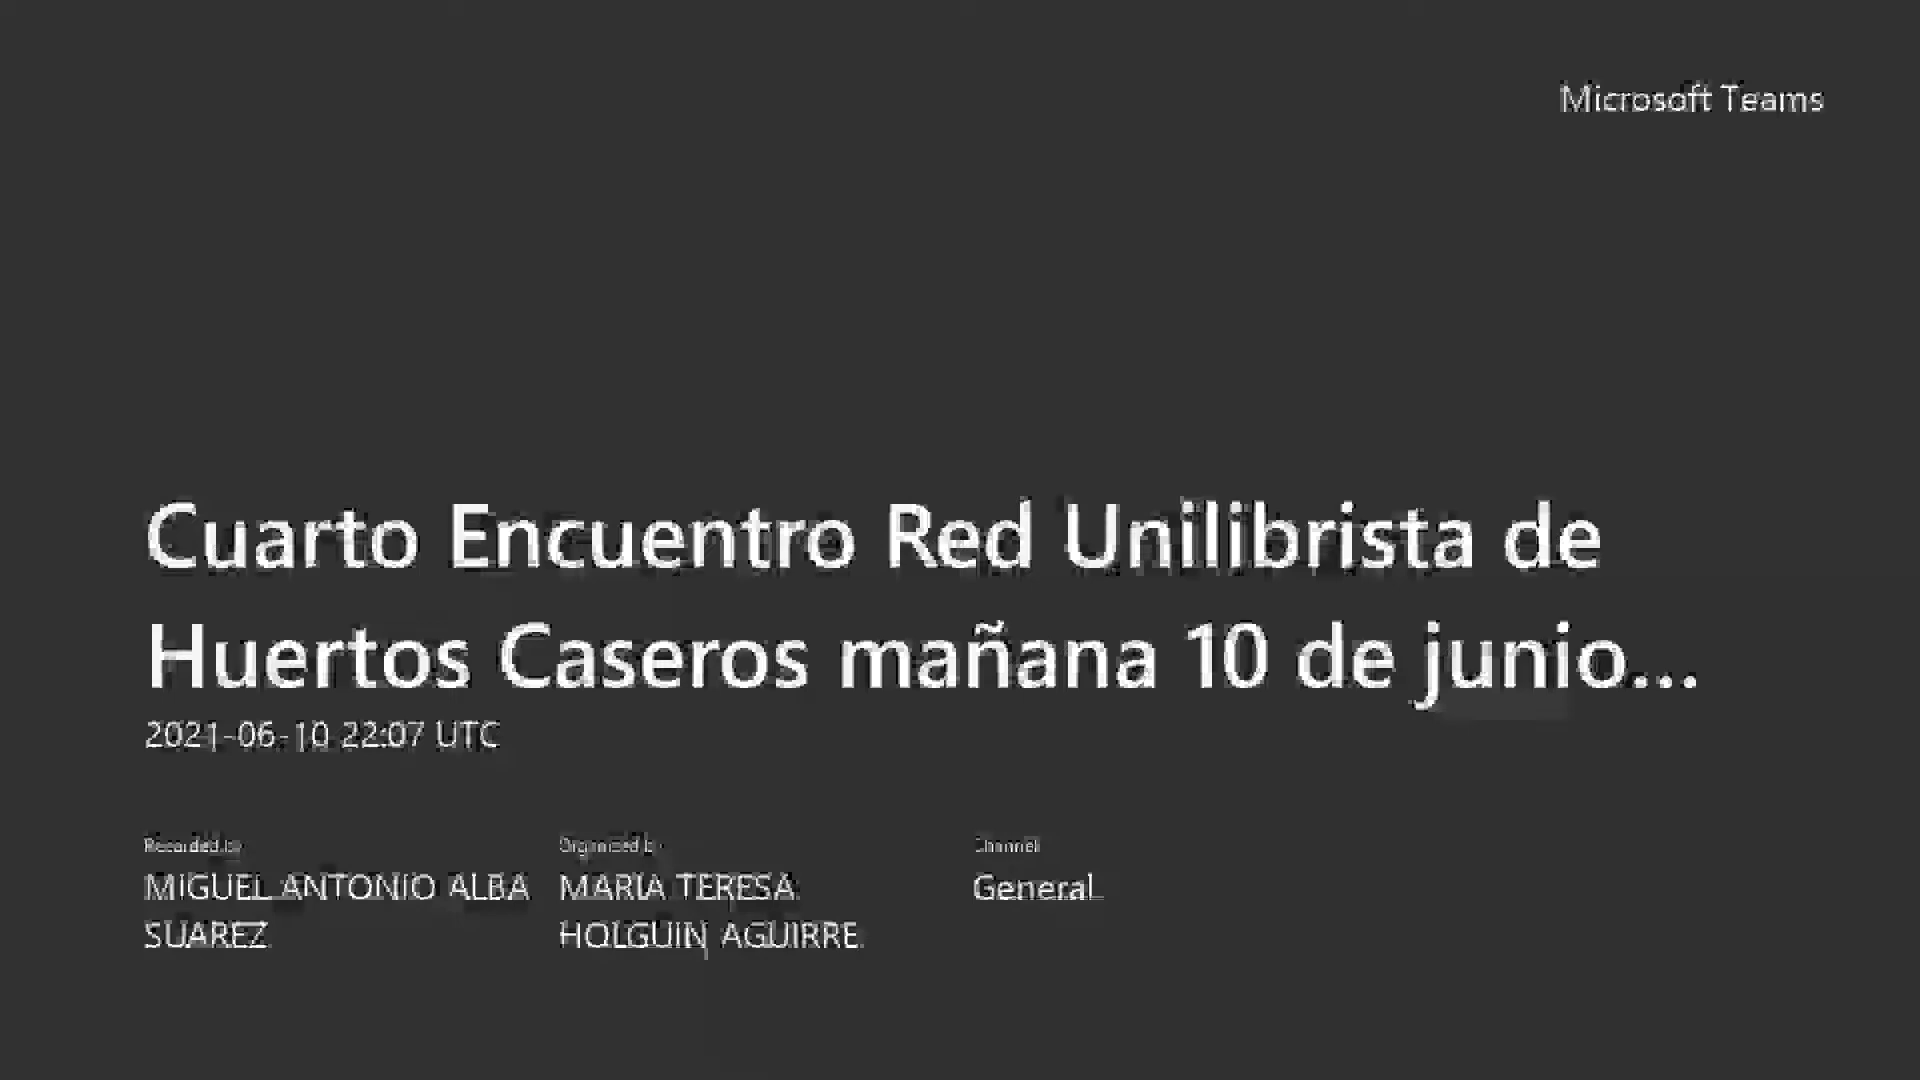 Microsoft Teams
Cuarto Encuentro Red Unilibrista de
Huertos Caseros mañana 10 de junio...
2021-06-10 22:07 UTC
Recorded by
Organized by
Channel
MIGUEL ANTONIO ALBA
MARIA TERESA
General
SUAREZ
HOLGUIN AGUIRRE